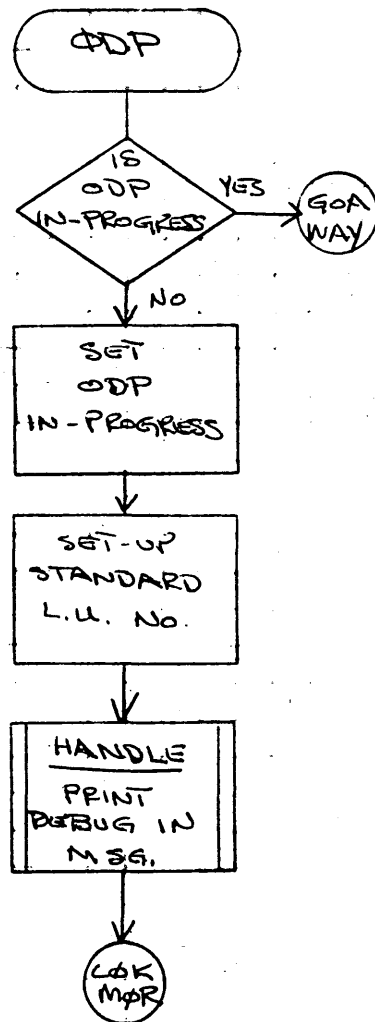 ØDP
IS
ODP
IN-PROGRESS
YES
GOA
WAY
NO
SET
ODP
IN-PROGRESS
SET-UP
STANDARD
L.U. NO.
HANDLE
PRINT
DEBUG IN
MSG.
LØK
MØR